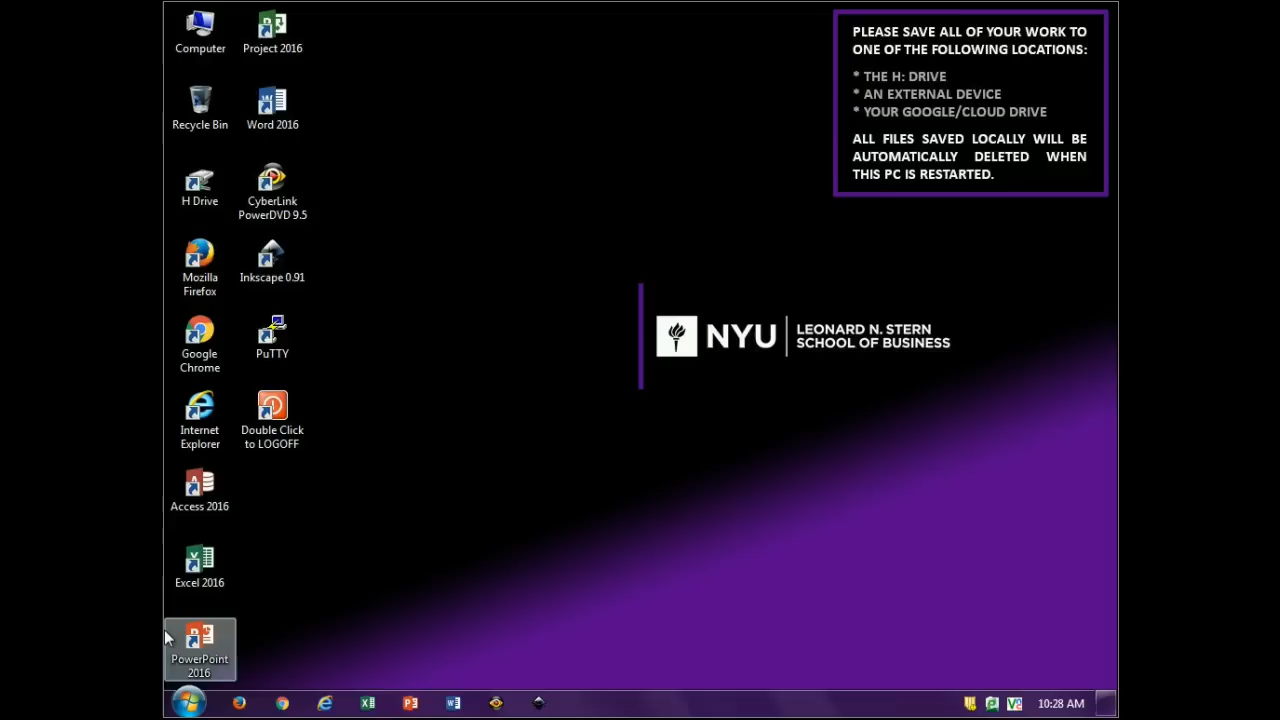 Computer
Project 2016
PLEASE SAVE ALL OF YOUR WORK TO
ONE OF THE FOLLOWING LOCATIONS:
* THE H: DRIVE
* AN EXTERNAL DEVICE
* YOUR GOOGLE/CLOUD DRIVE
ALL FILES SAVED LOCALLY WILL BE
AUTOMATICALLY DELETED WHEN
THIS PC IS RESTARTED.
Recycle Bin
Word 2016
H Drive
CyberLink
PowerDVD 9.5
Mozilla
Firefox
Inkscape 0.91
Google
Chrome
PuTTY
NYU
LEONARD N. STERN
SCHOOL OF BUSINESS
Internet
Explorer
Double Click
to LOGOFF
Access 2016
Excel 2016
PowerPoint
2016
10:28 AM